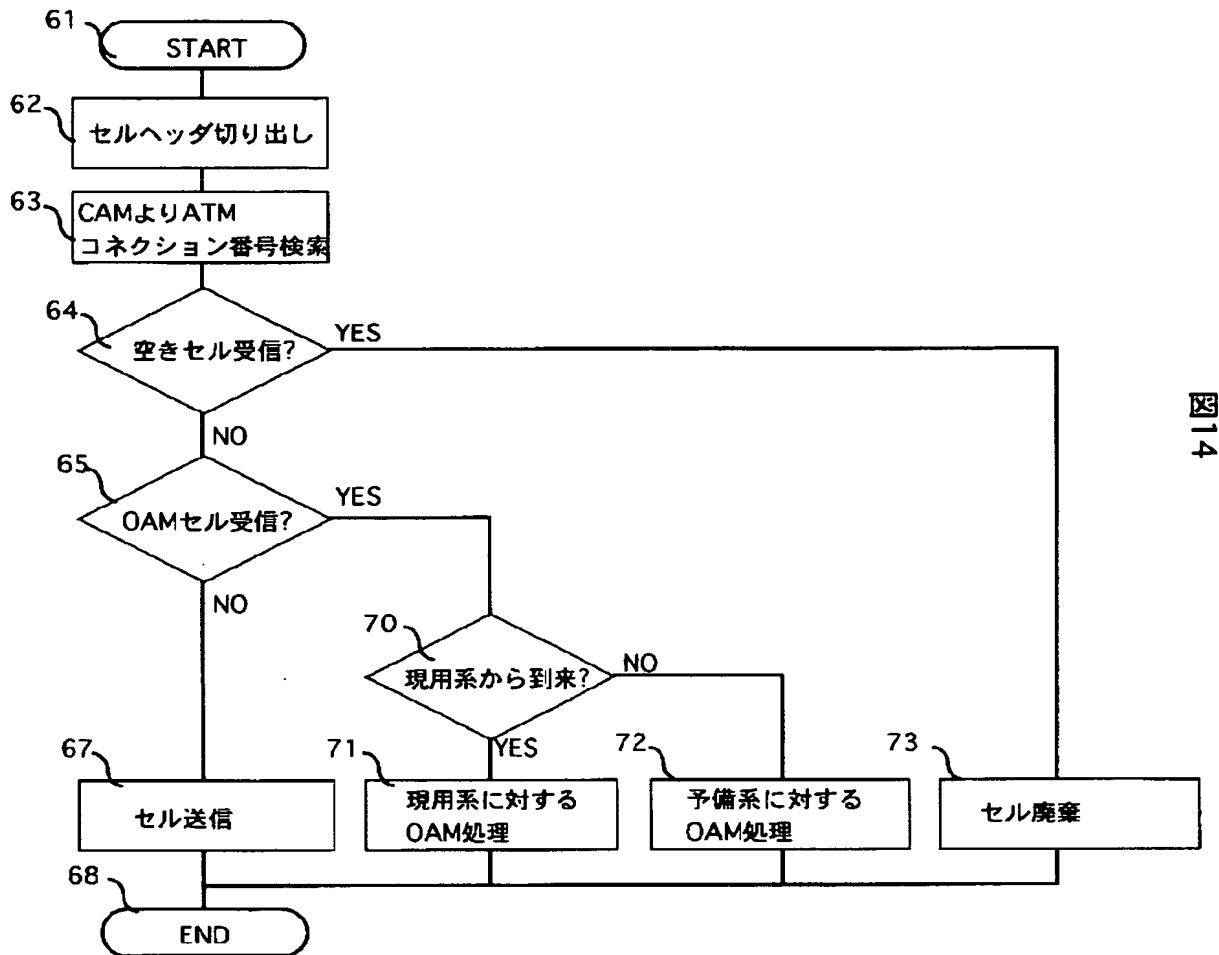 61
START
62
セルヘッダ切り出し
63
CAMよりATM
コネクション番号検索
64
空きセル受信?
YES
NO
65
OAMセル受信?
YES
NO
70
現用系から到来?
NO
YES
67
セル送信
71
現用系に対する
OAM処理
72
予備系に対する
OAM処理
73
セル廃棄
68
END
図14